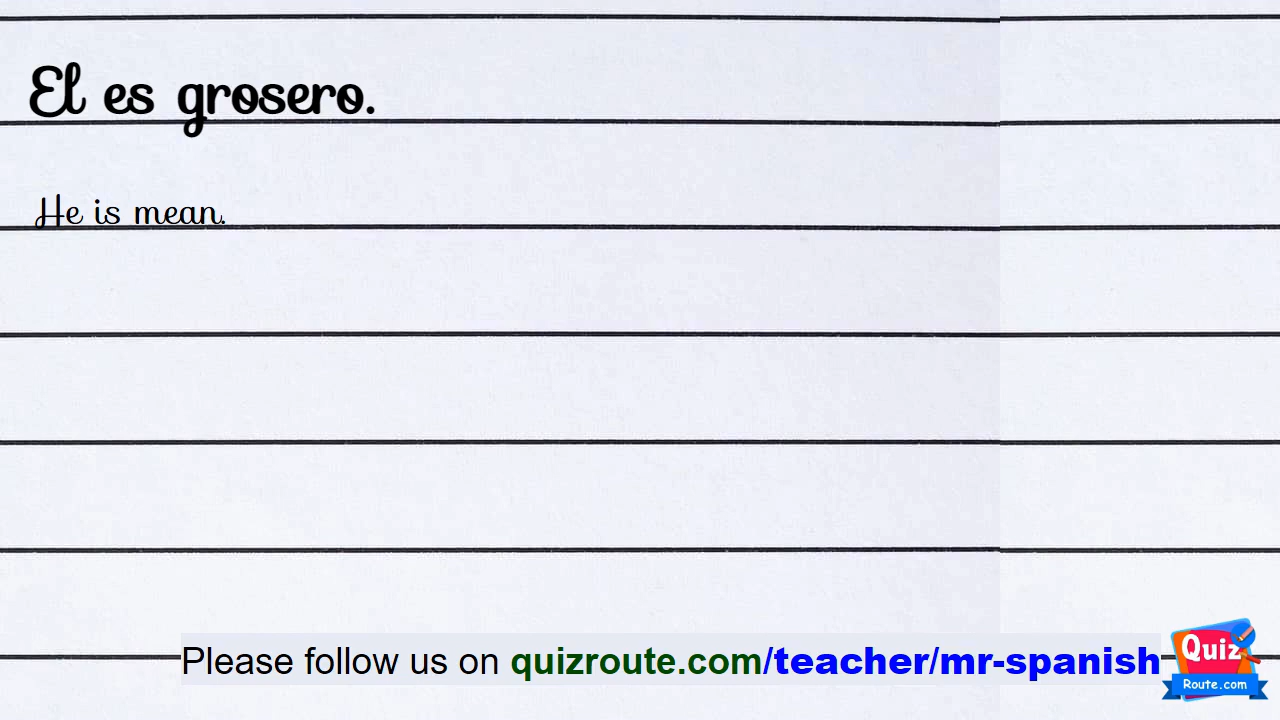 El es grosero.
He is mean.
Please follow us on quizroute.com/teacher/mr-spanish
Quiz
Route.com